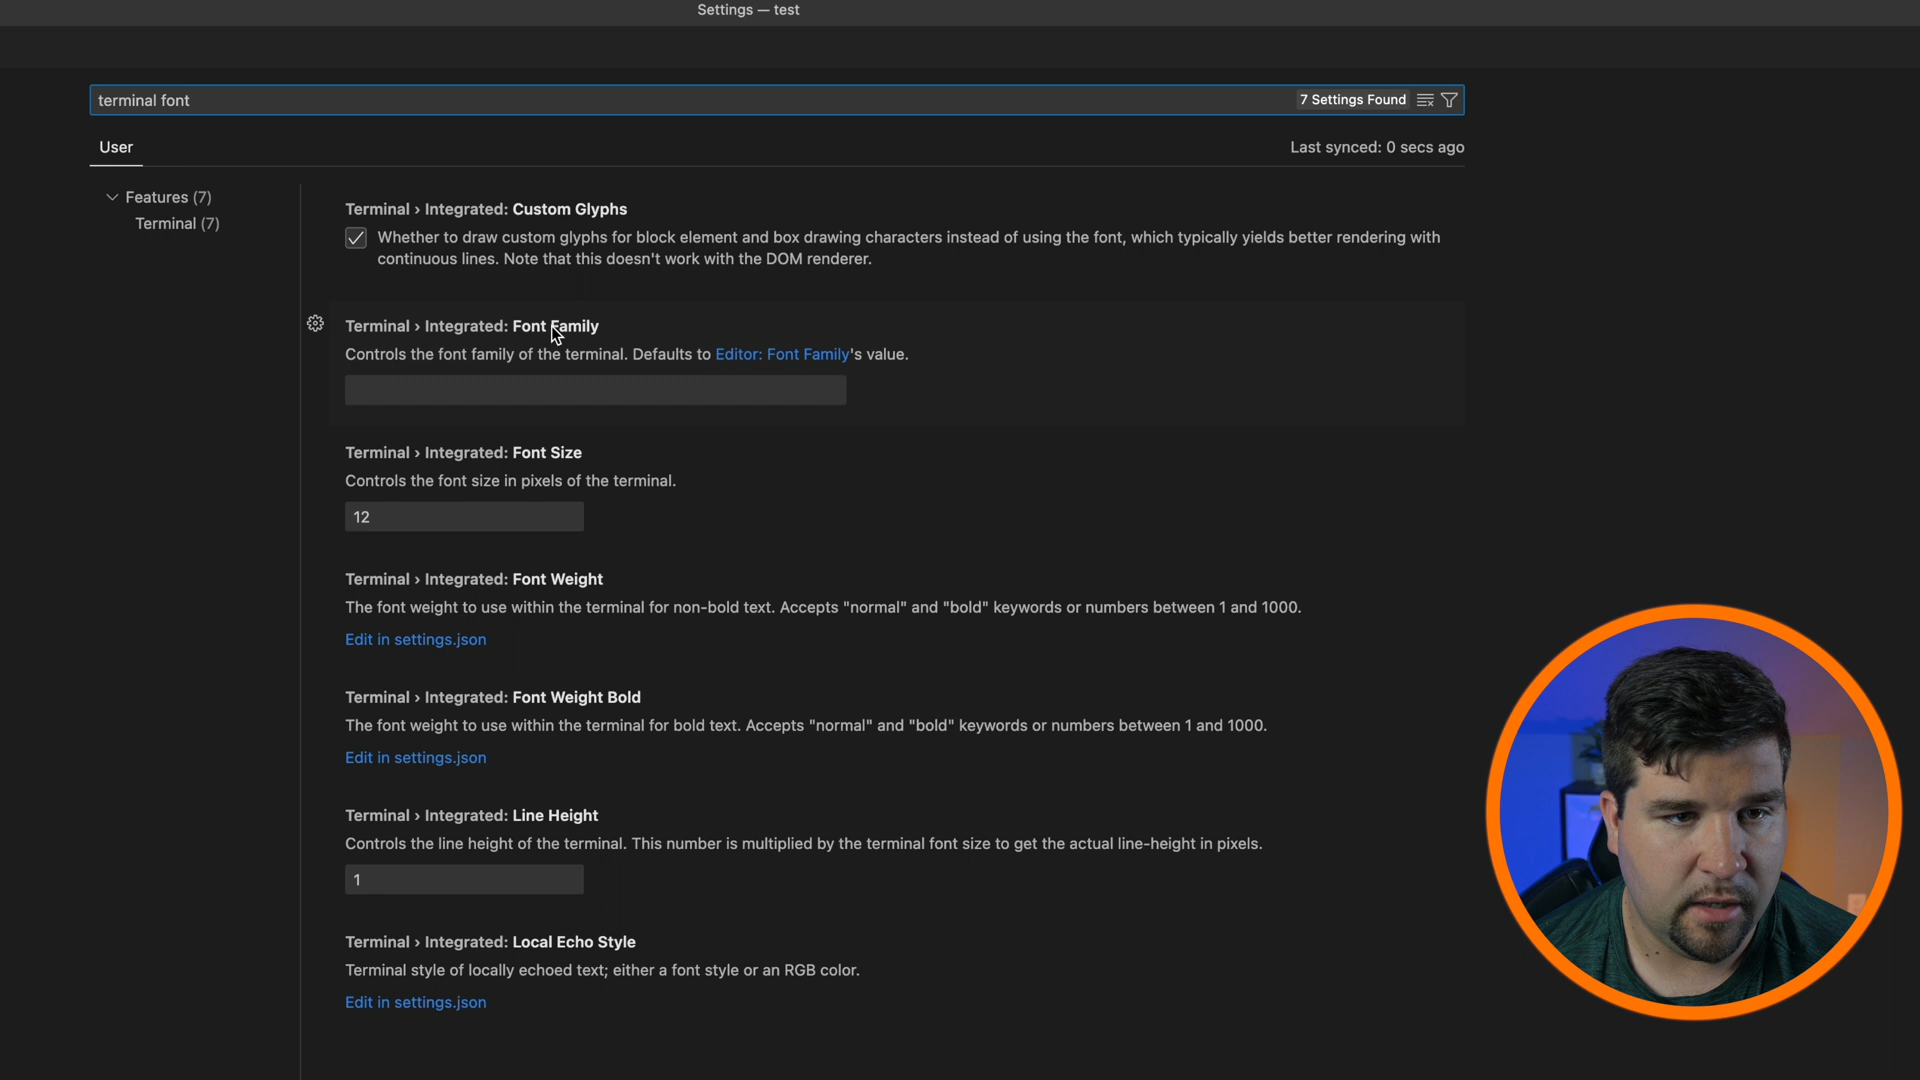 Settings — test
terminal font
7 Settings Found
User
Last synced: 0 secs ago
Features (7)
Terminal (7)
Terminal › Integrated: Custom Glyphs
Whether to draw custom glyphs for block element and box drawing characters instead of using the font, which typically yields better rendering with
continuous lines. Note that this doesn't work with the DOM renderer.
Terminal › Integrated: Font Family
Controls the font family of the terminal. Defaults to Editor: Font Family's value.
Terminal › Integrated: Font Size
Controls the font size in pixels of the terminal.
12
Terminal › Integrated: Font Weight
The font weight to use within the terminal for non-bold text. Accepts "normal" and "bold" keywords or numbers between 1 and 1000.
Edit in settings.json
Terminal › Integrated: Font Weight Bold
The font weight to use within the terminal for bold text. Accepts "normal" and "bold" keywords or numbers between 1 and 1000.
Edit in settings.json
Terminal › Integrated: Line Height
Controls the line height of the terminal. This number is multiplied by the terminal font size to get the actual line-height in pixels.
1
Terminal › Integrated: Local Echo Style
Terminal style of locally echoed text; either a font style or an RGB color.
Edit in settings.json